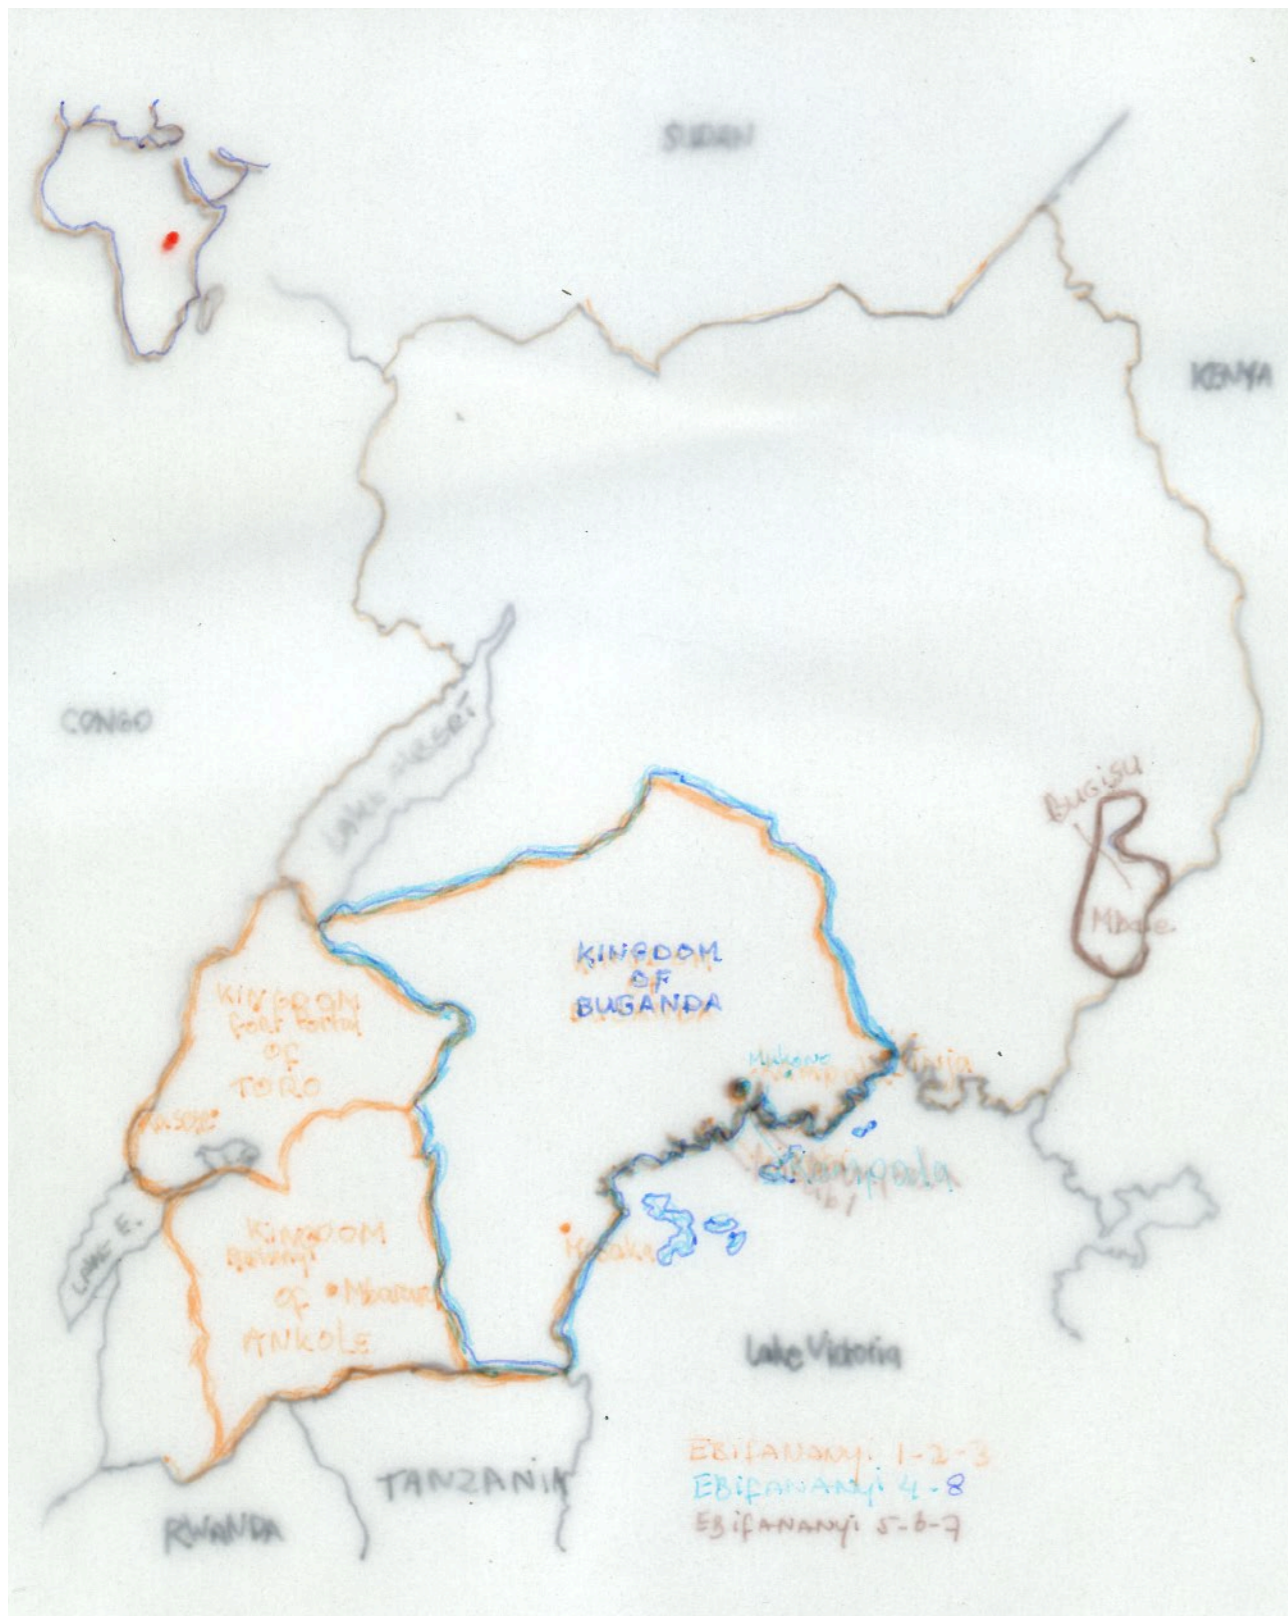 SUDAN
KENYA
CONGO
LAKE ALBERT
BUGISU
Mbale
KINGDOM
OF
BUGANDA
KINGDOM
Fort Portal
OF
TORO
Mukono
Jinja
Kasese
Kampala
KINGDOM
OF
Mbarara
ANKOLE
Masaka
LAKE E.
Lake Victoria
EBIFANANYI 1-2-3
EBIFANANYI 4-8
EBIFANANYI 5-6-7
TANZANIA
RWANDA